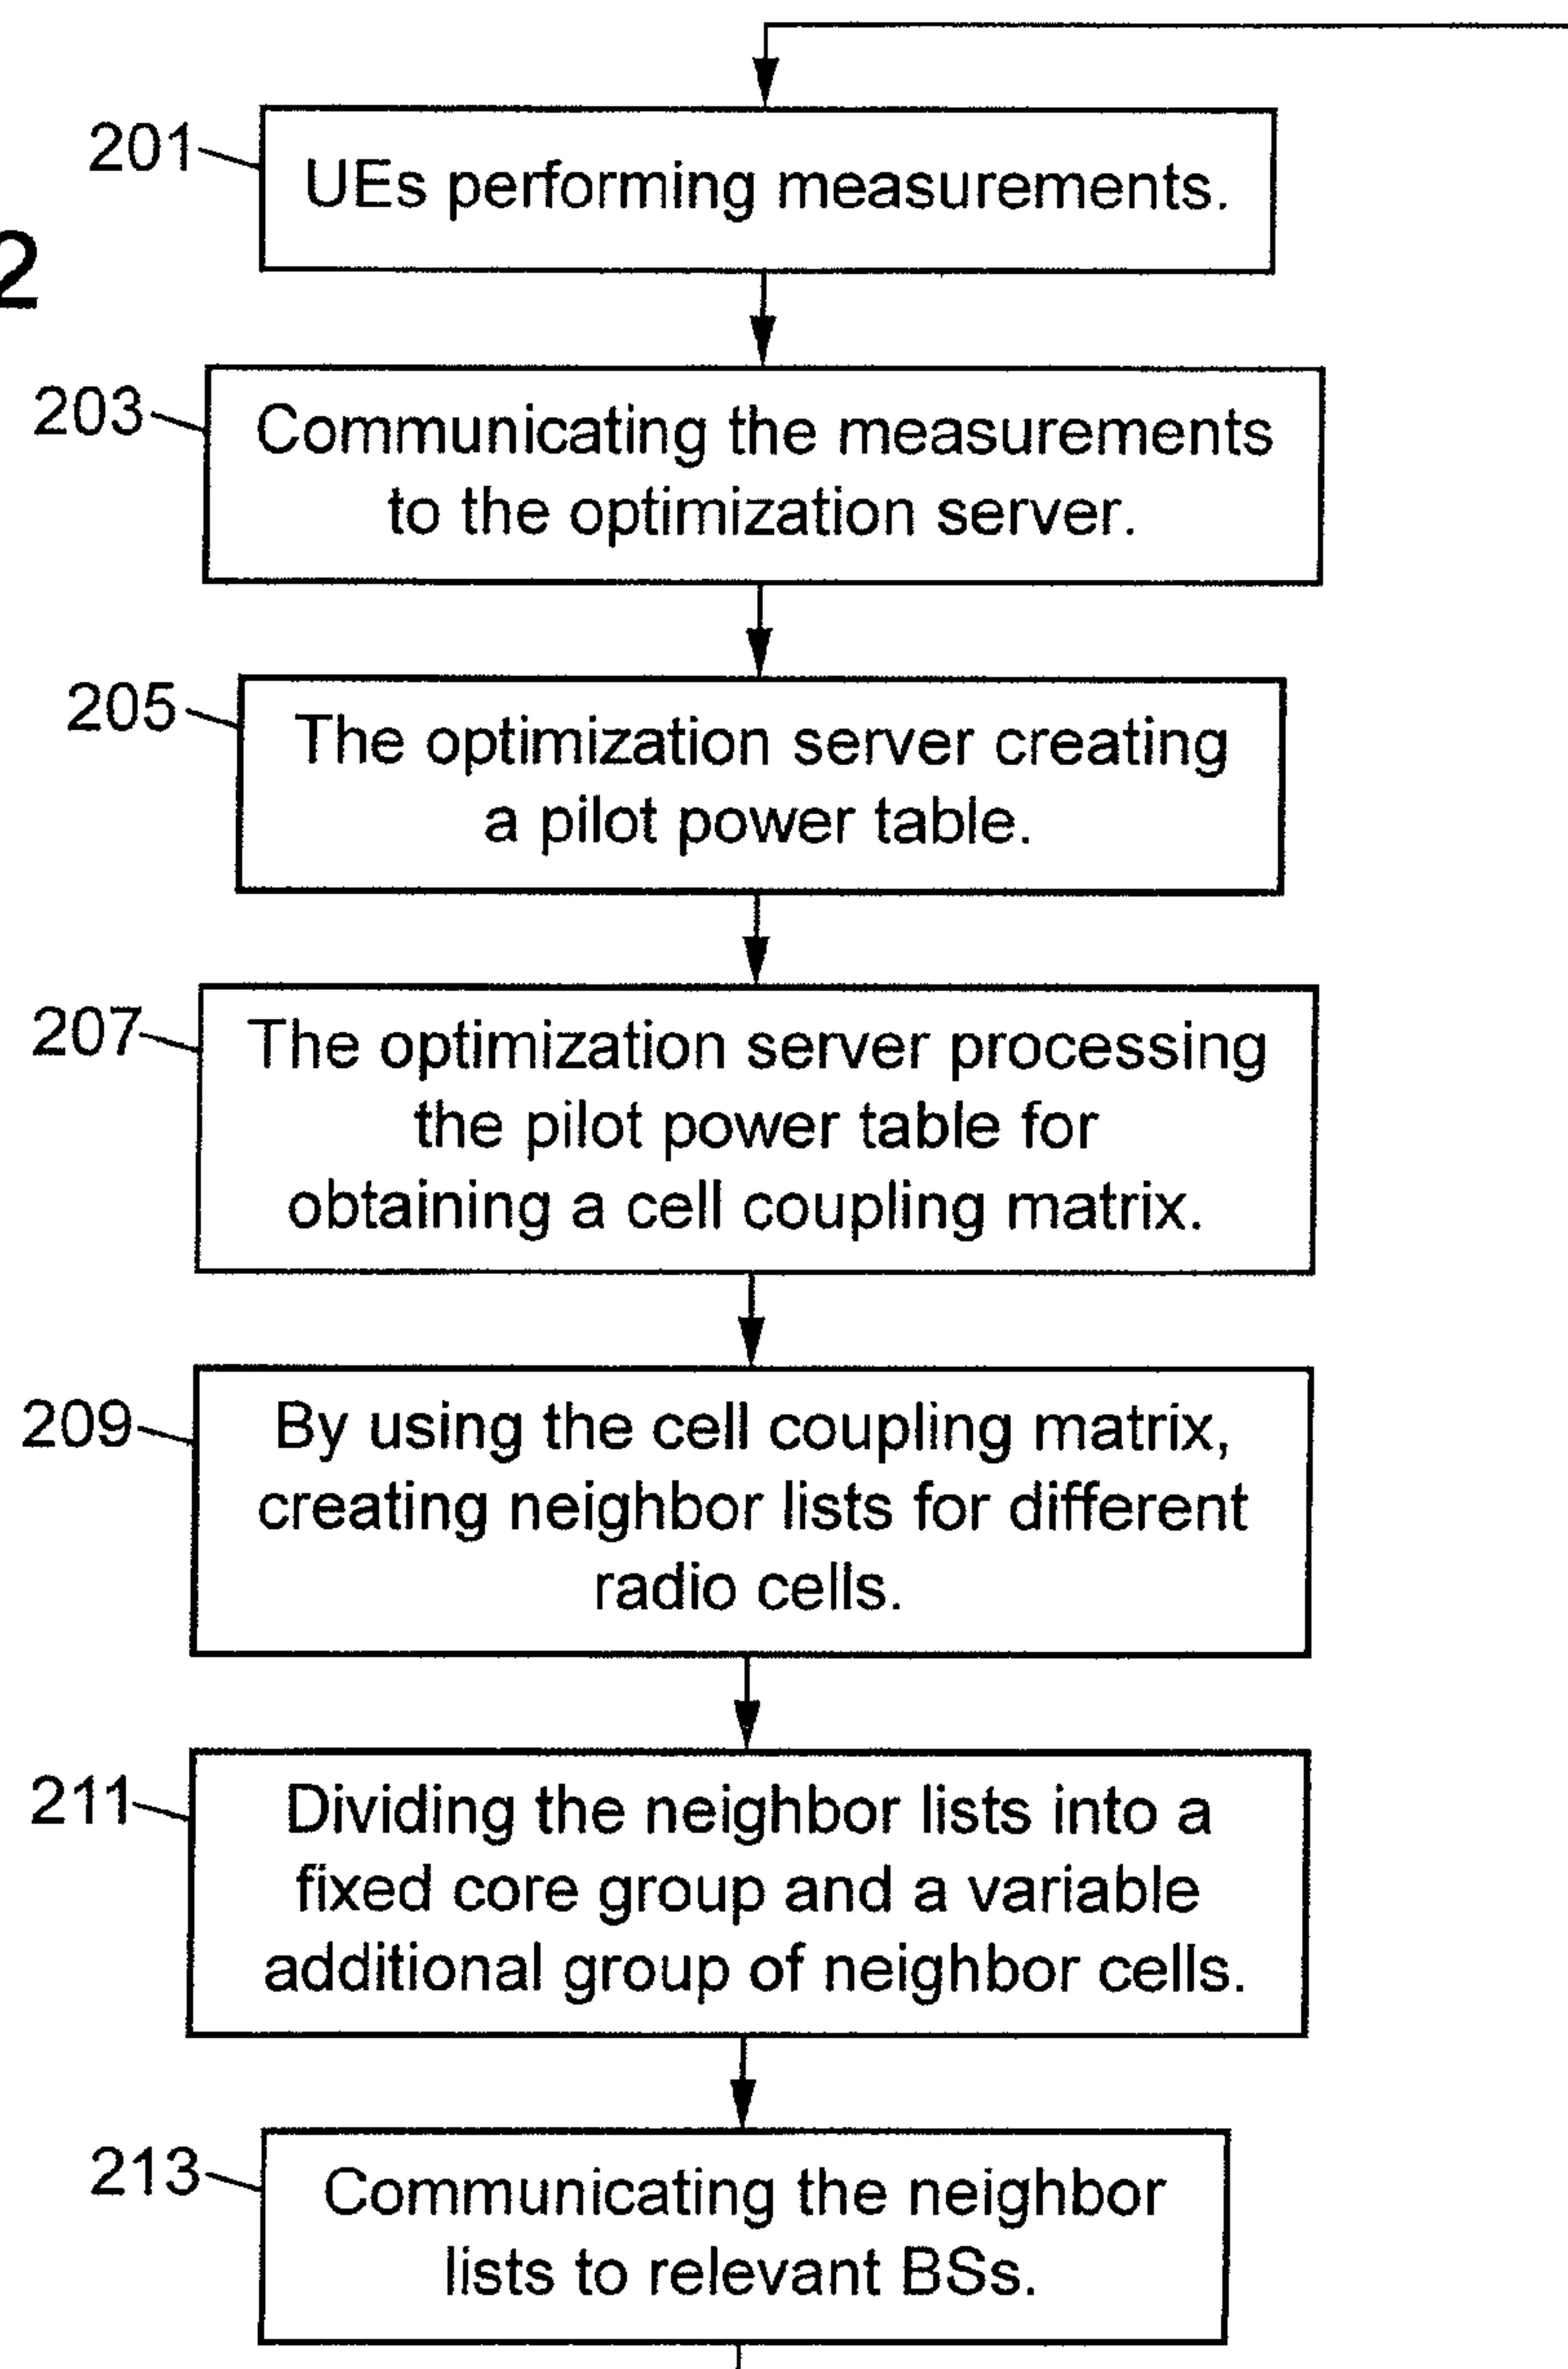 201
UEs performing measurements.
2
203
Communicating the measurements
to the optimization server.
205
The optimization server creating
a pilot power table.
207
The optimization server processing
the pilot power table for
obtaining a cell coupling matrix.
209
By using the cell coupling matrix,
creating neighbor lists for different
radio cells.
211
Dividing the neighbor lists into a
fixed core group and a variable
additional group of neighbor cells.
213
Communicating the neighbor
lists to relevant BSs.